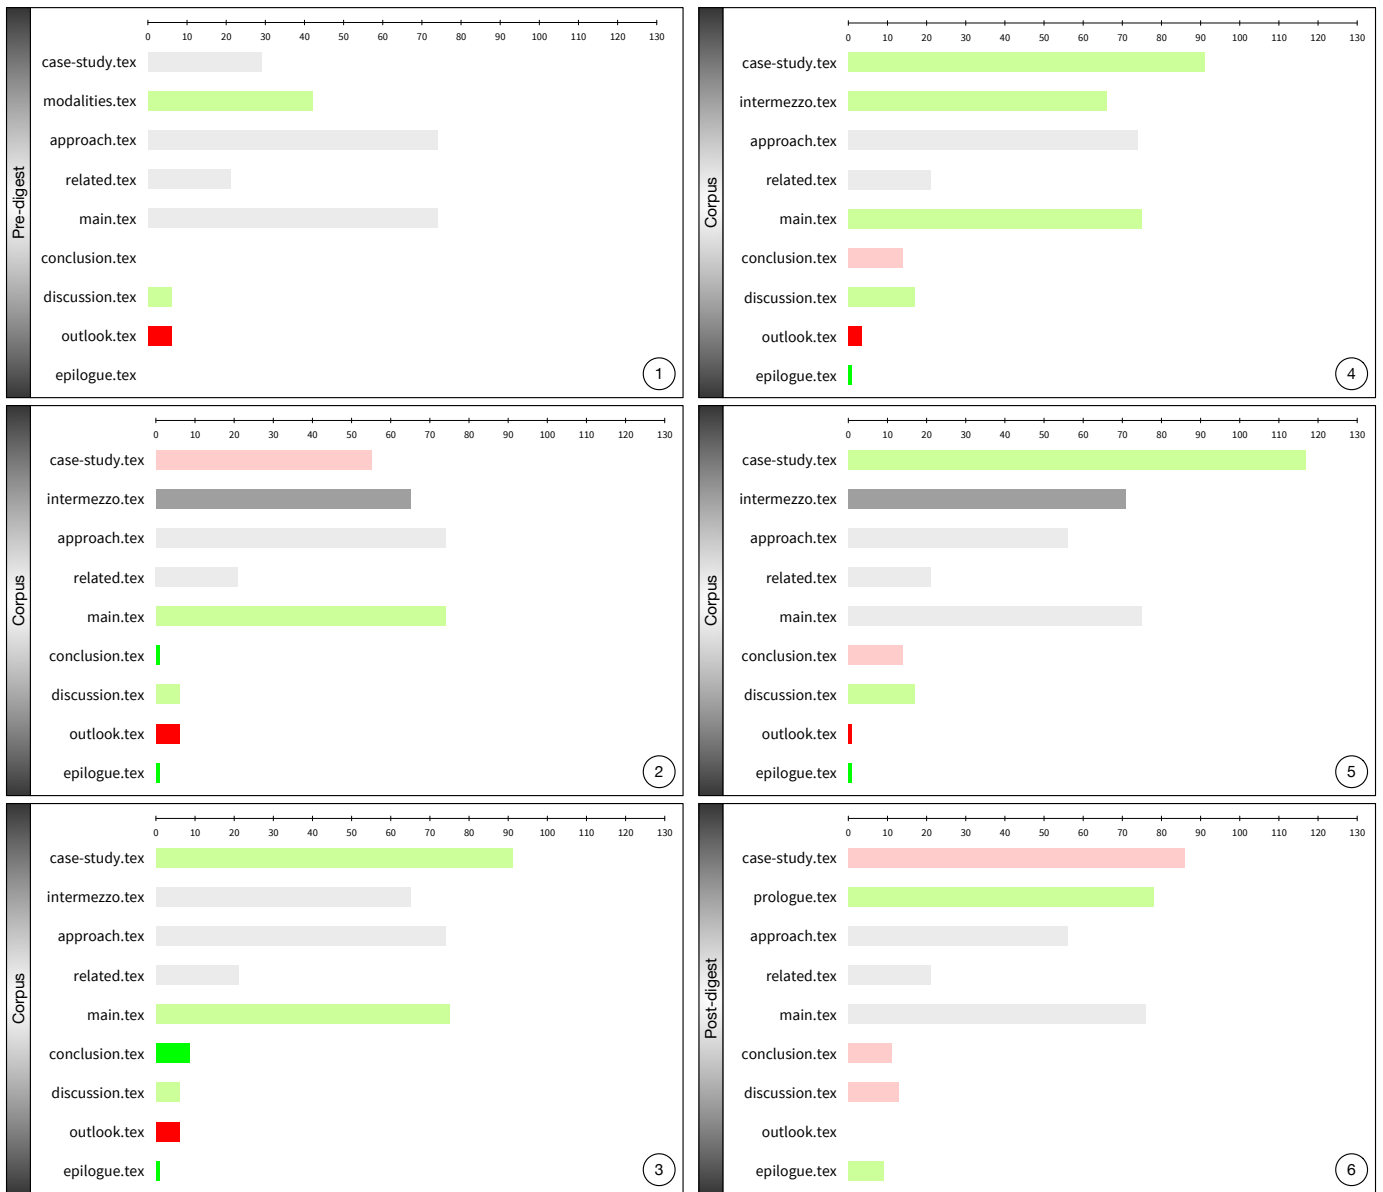 Pre-digest
0 10 20 30 40 50 60 70 80 90 100 110 120 130
case-study.tex
modalities.tex
approach.tex
related.tex
main.tex
conclusion.tex
discussion.tex
outlook.tex
epilogue.tex
1
Corpus
0 10 20 30 40 50 60 70 80 90 100 110 120 130
case-study.tex
intermezzo.tex
approach.tex
related.tex
main.tex
conclusion.tex
discussion.tex
outlook.tex
epilogue.tex
2
Corpus
0 10 20 30 40 50 60 70 80 90 100 110 120 130
case-study.tex
intermezzo.tex
approach.tex
related.tex
main.tex
conclusion.tex
discussion.tex
outlook.tex
epilogue.tex
3
Corpus
0 10 20 30 40 50 60 70 80 90 100 110 120 130
case-study.tex
intermezzo.tex
approach.tex
related.tex
main.tex
conclusion.tex
discussion.tex
outlook.tex
epilogue.tex
4
Corpus
0 10 20 30 40 50 60 70 80 90 100 110 120 130
case-study.tex
intermezzo.tex
approach.tex
related.tex
main.tex
conclusion.tex
discussion.tex
outlook.tex
epilogue.tex
5
Post-digest
0 10 20 30 40 50 60 70 80 90 100 110 120 130
case-study.tex
prologue.tex
approach.tex
related.tex
main.tex
conclusion.tex
discussion.tex
outlook.tex
epilogue.tex
6